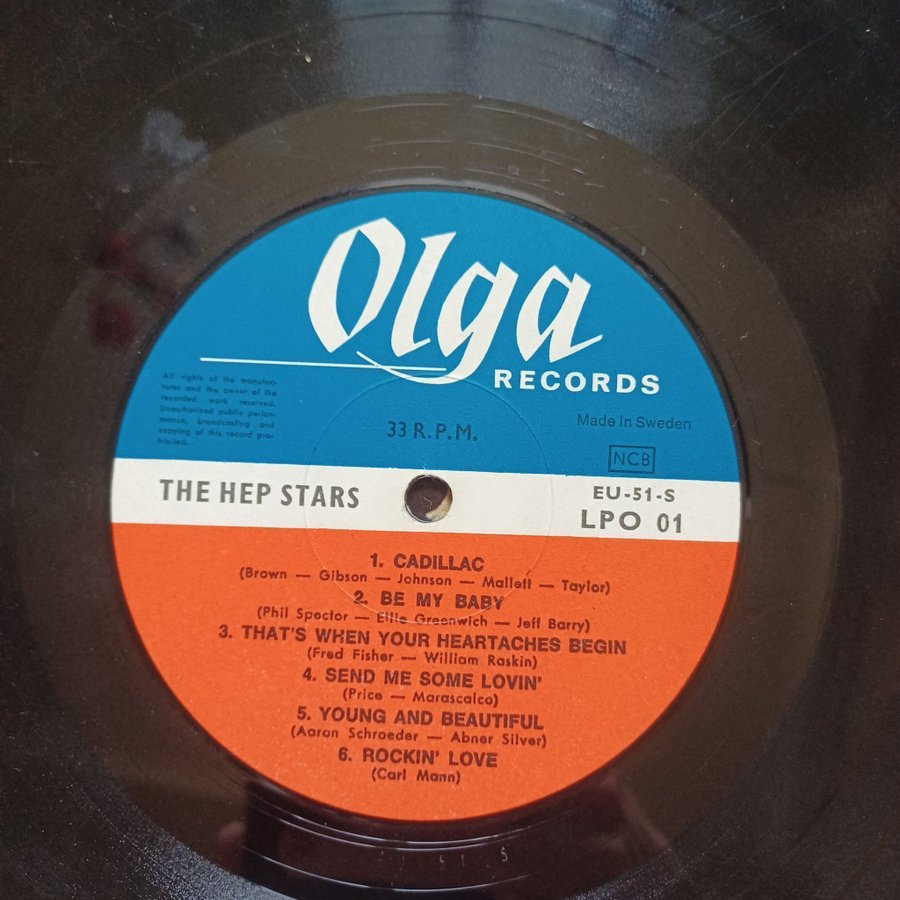 Olga
RECORDS
All rights of the manufac-
turer and the owner of the
recorded work reserved.
Unauthorized public perfor-
mance, broadcasting and
copying of this record pro-
hibited.
Made in Sweden
33 R.P.M.
NCB
THE HEP STARS
EU-51-S
LPO 01
1. CADILLAC
(Brown — Gibson — Johnson — Mallett — Taylor)
2. BE MY BABY
(Phil Spector — Ellie Greenwich — Jeff Barry)
3. THAT'S WHEN YOUR HEARTACHES BEGIN
(Fred Fisher — William Raskin)
4. SEND ME SOME LOVIN'
(Price — Marascalco)
5. YOUNG AND BEAUTIFUL
(Aaron Schroeder — Abner Silver)
6. ROCKIN' LOVE
(Carl Mann)